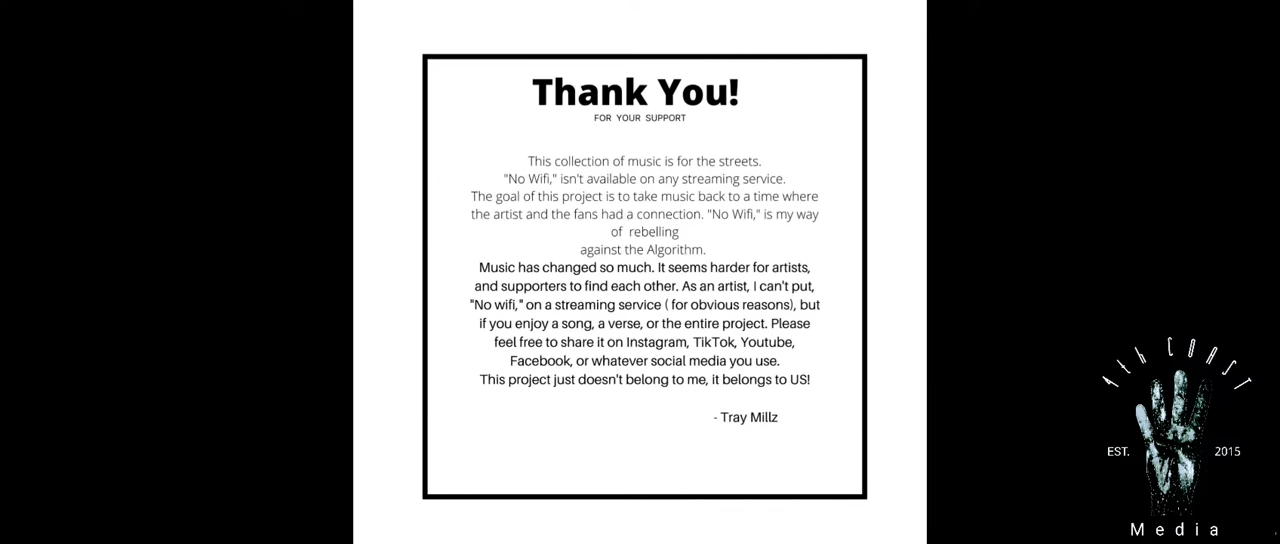 Thank You!
FOR YOUR SUPPORT
This collection of music is for the streets.
"No Wifi," isn't available on any streaming service.
The goal of this project is to take music back to a time where
the artist and the fans had a connection. "No Wifi," is my way
of rebelling
against the Algorithm.
Music has changed so much. It seems harder for artists,
and supporters to find each other. As an artist, I can't put,
"No wifi," on a streaming service ( for obvious reasons), but
if you enjoy a song, a verse, or the entire project. Please
feel free to share it on Instagram, TikTok, Youtube,
Facebook, or whatever social media you use.
This project just doesn't belong to me, it belongs to US!
- Tray Millz
4th COAST
EST. 2015
Media